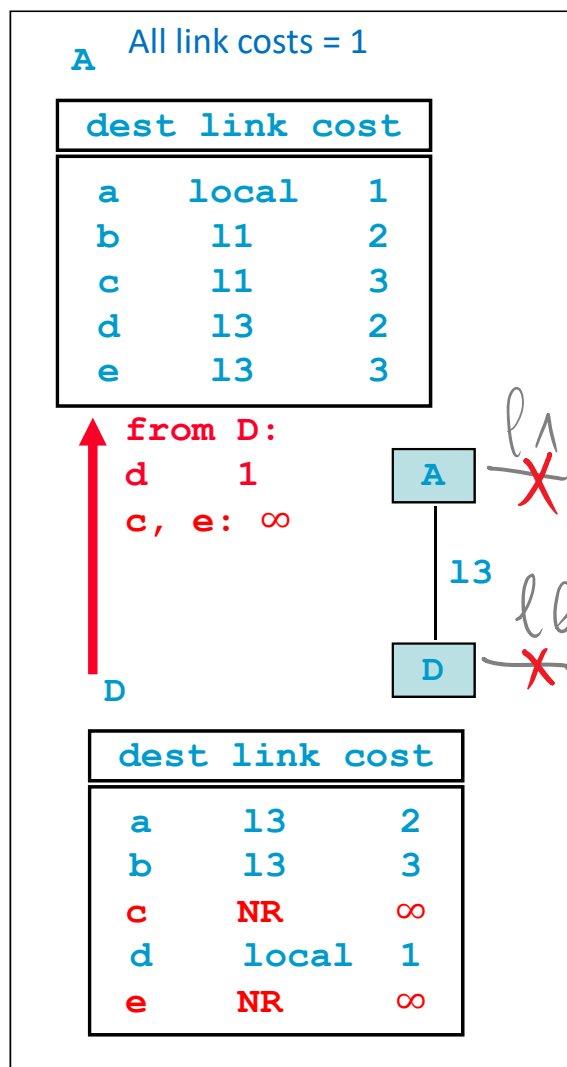 All link costs = 1
A
dest link cost
a local 1
b l1 2
c l1 3
d l3 2
e l3 3
from D:
d 1
c, e: ∞
l1
A
l3
l6
D
D
dest link cost
a l3 2
b l3 3
c NR ∞
d local 1
e NR ∞